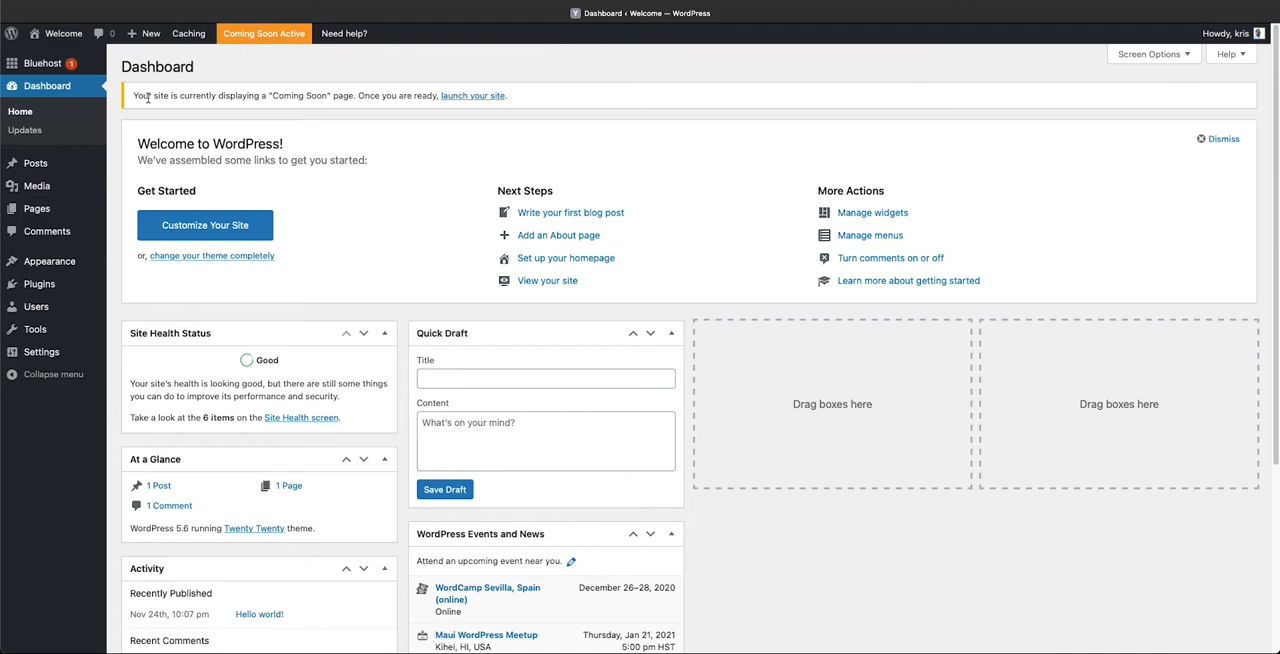 Dashboard ‹ Welcome — WordPress
Welcome 0 New Caching Coming Soon Active Need help? Howdy, kris
Screen Options Help
Bluehost 1
Dashboard
Home
Updates
Posts
Media
Pages
Comments
Appearance
Plugins
Users
Tools
Settings
Collapse menu
Dashboard
Your site is currently displaying a "Coming Soon" page. Once you are ready, launch your site.
Welcome to WordPress!
We've assembled some links to get you started:
Dismiss
Get Started
Customize Your Site
or, change your theme completely
Next Steps
Write your first blog post
Add an About page
Set up your homepage
View your site
More Actions
Manage widgets
Manage menus
Turn comments on or off
Learn more about getting started
Site Health Status
Good
Your site's health is looking good, but there are still some things
you can do to improve its performance and security.
Take a look at the 6 items on the Site Health screen.
At a Glance
1 Post 1 Page
1 Comment
WordPress 5.6 running Twenty Twenty theme.
Activity
Recently Published
Nov 24th, 10:07 pm Hello world!
Recent Comments
Quick Draft
Title
Content
What's on your mind?
Save Draft
WordPress Events and News
Attend an upcoming event near you.
WordCamp Sevilla, Spain December 26–28, 2020
(online)
Online
Maui WordPress Meetup Thursday, Jan 21, 2021
Kihei, HI, USA 5:00 pm HST
Drag boxes here
Drag boxes here